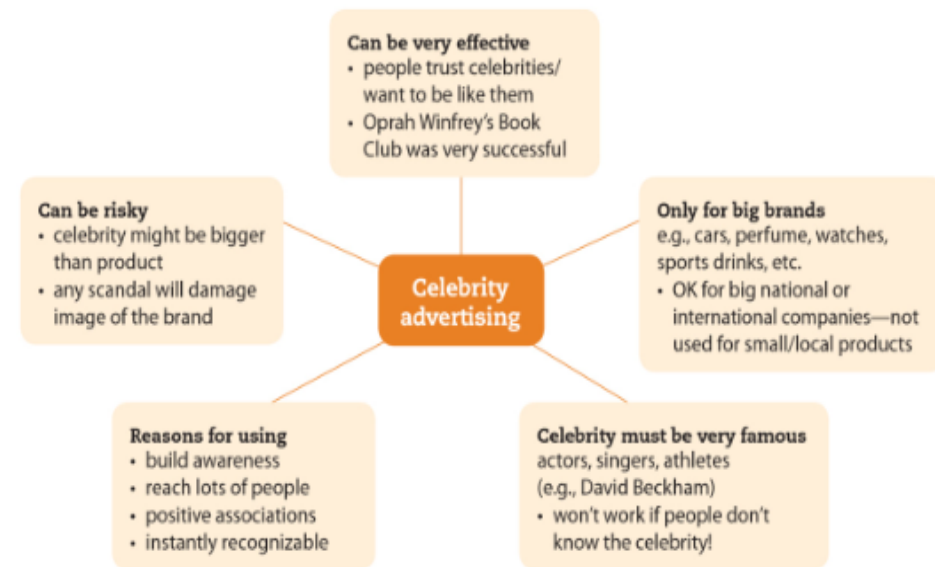 Can be very effective
• people trust celebrities/
want to be like them
• Oprah Winfrey's Book
Club was very successful
Can be risky
• celebrity might be bigger
than product
• any scandal will damage
image of the brand
Only for big brands
e.g., cars, perfume, watches,
sports drinks, etc.
• OK for big national or
international companies—not
used for small/local products
Celebrity
advertising
Reasons for using
• build awareness
• reach lots of people
• positive associations
• instantly recognizable
Celebrity must be very famous
actors, singers, athletes
(e.g., David Beckham)
• won't work if people don't
know the celebrity!